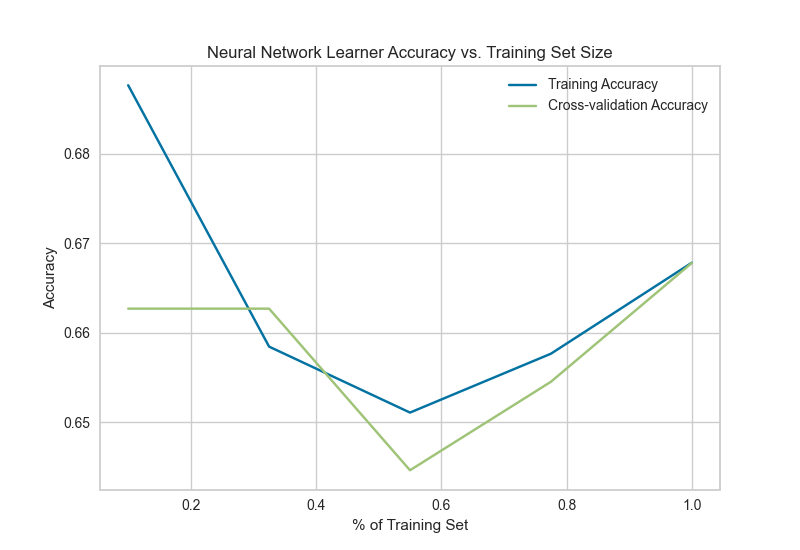 Neural Network Learner Accuracy vs. Training Set Size
Training Accuracy
Cross-validation Accuracy
Accuracy
0.68
0.67
0.66
0.65
0.2 0.4 0.6 0.8 1.0
% of Training Set